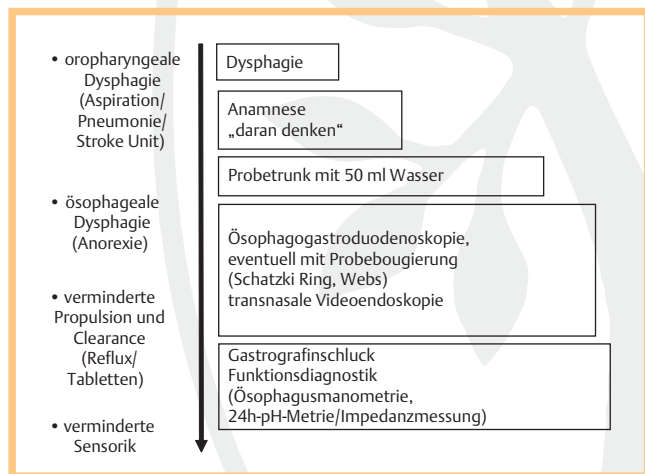 • oropharyngeale
Dysphagie
(Aspiration/
Pneumonie/
Stroke Unit)
• ösophageale
Dysphagie
(Anorexie)
• verminderte
Propulsion und
Clearance
(Reflux/
Tabletten)
• verminderte
Sensorik
Dysphagie
Anamnese
„daran denken“
Probetrunk mit 50 ml Wasser
Ösophagogastroduodenoskopie,
eventuell mit Probebougierung
(Schatzki Ring, Webs)
transnasale Videoendoskopie
Gastrografinschluck
Funktionsdiagnostik
(Ösophagusmanometrie,
24h-pH-Metrie/Impedanzmessung)